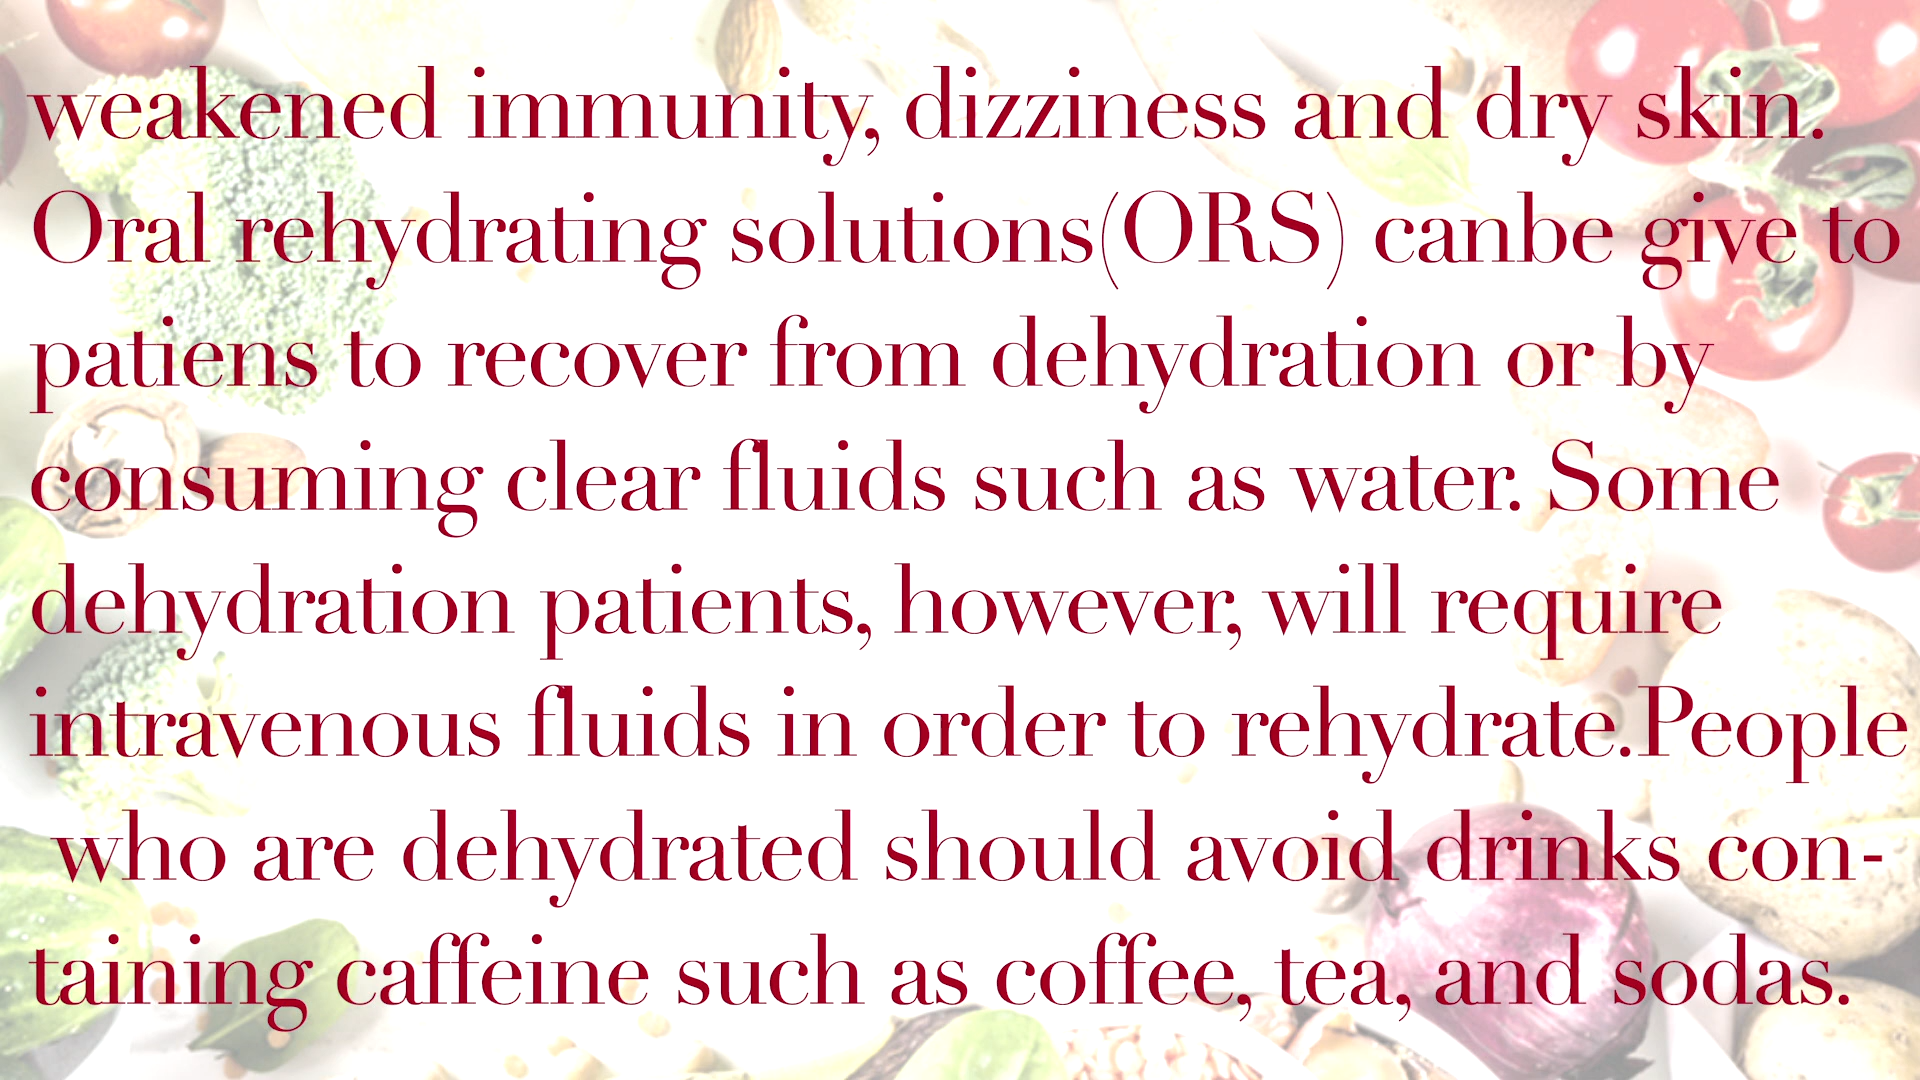 weakened immunity, dizziness and dry skin.
Oral rehydrating solutions(ORS) canbe give to
patiens to recover from dehydration or by
consuming clear fluids such as water. Some
dehydration patients, however, will require
intravenous fluids in order to rehydrate.People
who are dehydrated should avoid drinks con-
taining caffeine such as coffee, tea, and sodas.